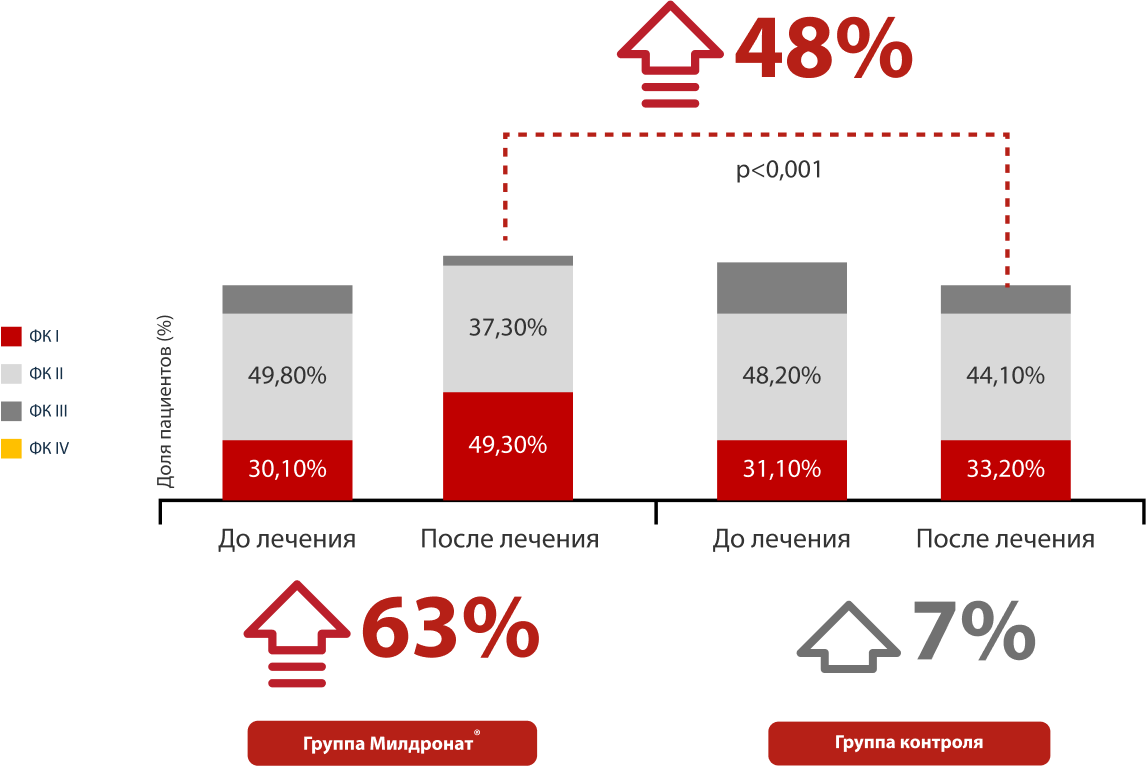 48%
p<0,001
Доля пациентов (%)
ФК I
ФК II
ФК III
ФК IV
49,80%
30,10%
37,30%
49,30%
48,20%
31,10%
44,10%
33,20%
До лечения
После лечения
До лечения
После лечения
63%
7%
Группа Милдронат®
Группа контроля